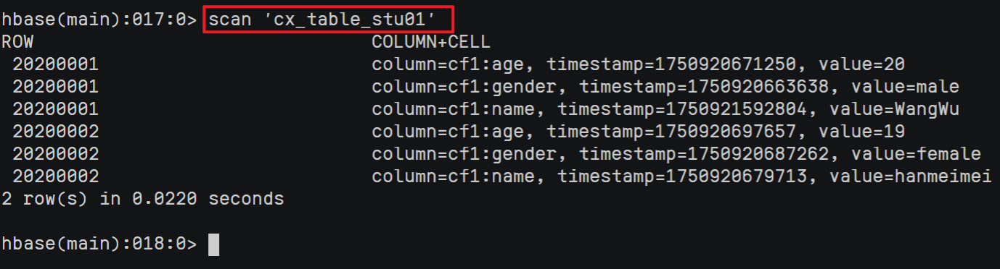 hbase(main):017:0> scan 'cx_table_stu01'
ROW COLUMN+CELL
20200001 column=cf1:age, timestamp=1750920671250, value=20
20200001 column=cf1:gender, timestamp=1750920663638, value=male
20200001 column=cf1:name, timestamp=1750921592804, value=WangWu
20200002 column=cf1:age, timestamp=1750920697657, value=19
20200002 column=cf1:gender, timestamp=1750920687262, value=female
20200002 column=cf1:name, timestamp=1750920679713, value=hanmeimei
2 row(s) in 0.0220 seconds
hbase(main):018:0>